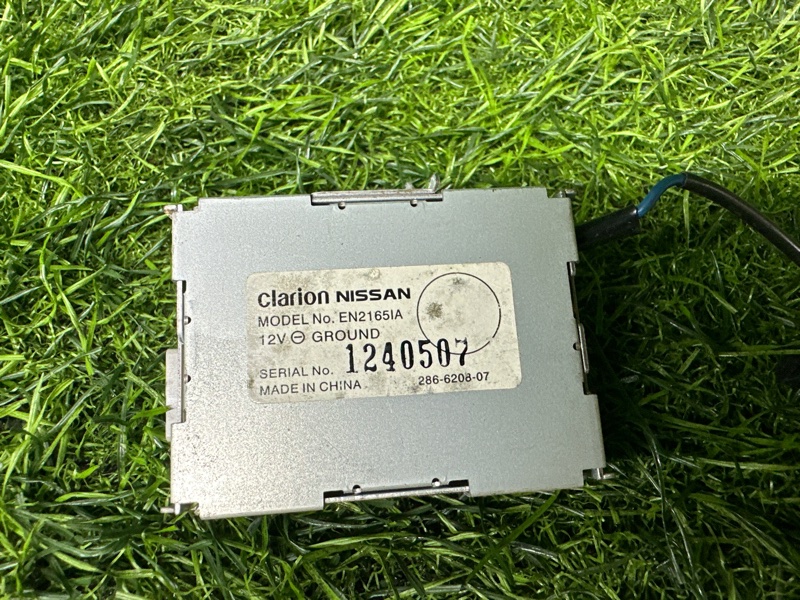 Clarion NISSAN
MODEL No. EN2165IA
12V ⊖ GROUND
SERIAL No. 1240507
MADE IN CHINA 286-6208-07